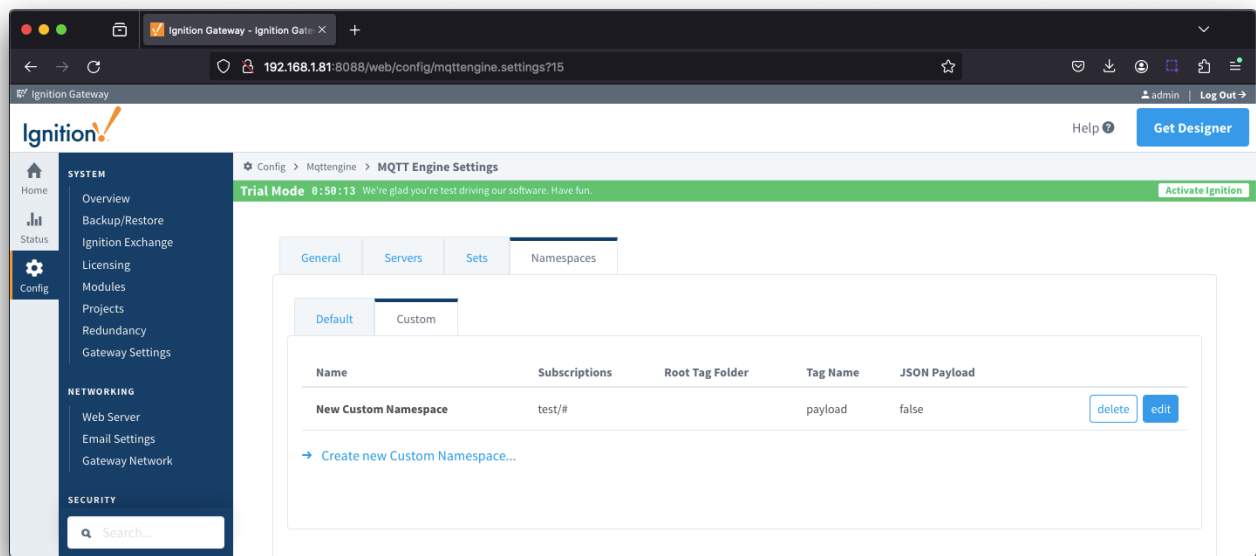 Ignition Gateway - Ignition Gate
192.168.1.81:8088/web/config/mqttengine.settings?15
Ignition Gateway
admin | Log Out
Ignition!
Help
Get Designer
Home
Status
Config
SYSTEM
Overview
Backup/Restore
Ignition Exchange
Licensing
Modules
Projects
Redundancy
Gateway Settings
NETWORKING
Web Server
Email Settings
Gateway Network
SECURITY
Search...
Config > Mqttengine > MQTT Engine Settings
Trial Mode 0:50:13 We're glad you're test driving our software. Have fun. Activate Ignition
General Servers Sets Namespaces
Default Custom
Name Subscriptions Root Tag Folder Tag Name JSON Payload
New Custom Namespace test/# payload false delete edit
Create new Custom Namespace...